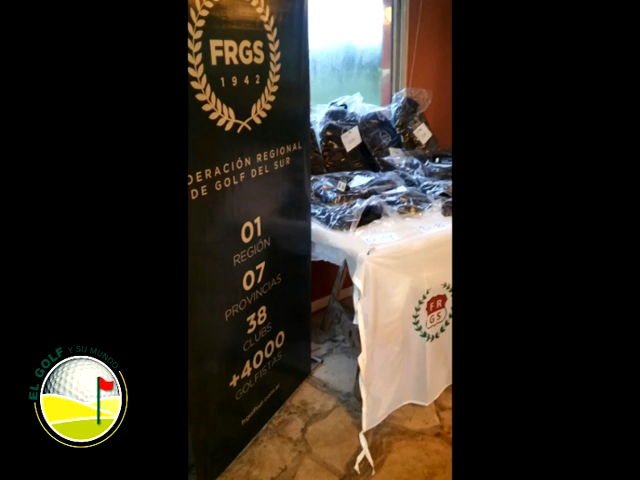 FRGS
1942
DERACIÓN REGIONAL
DE GOLF DEL SUR
01
REGIÓN
07
PROVINCIAS
38
CLUBS
+4000
GOLFISTAS
FR
GS
EL GOLF Y SU MUNDO